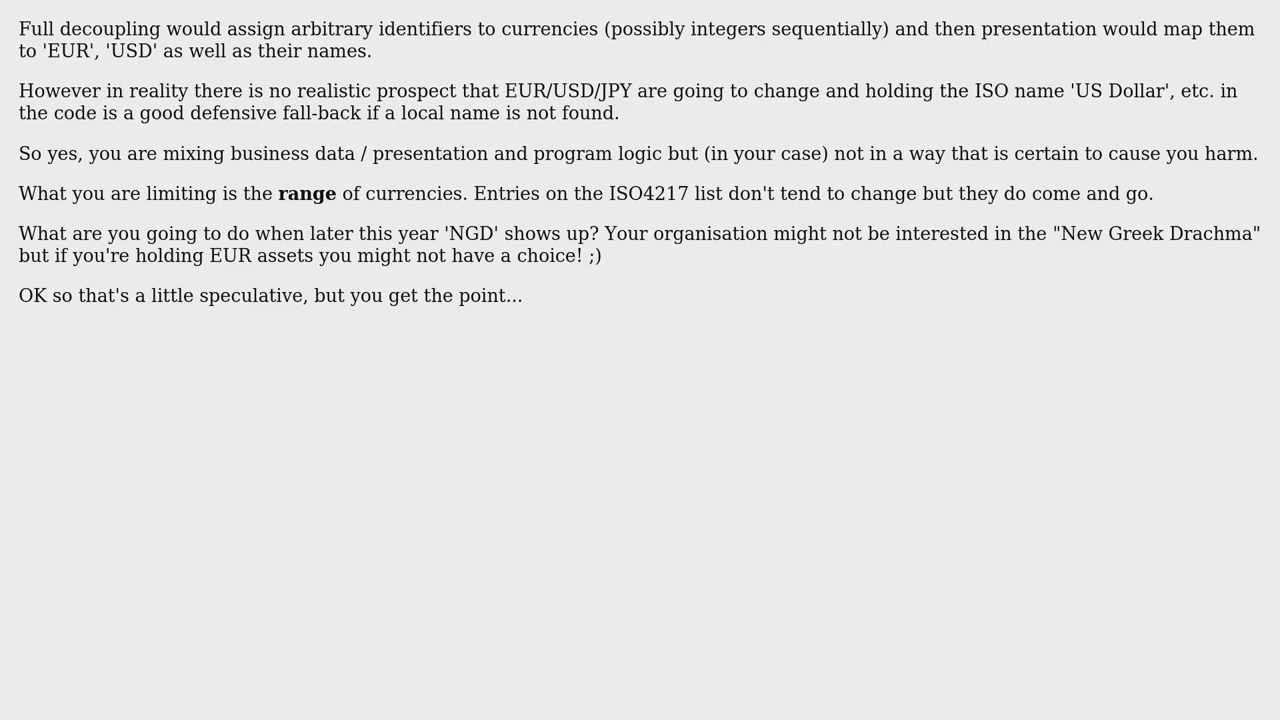 Full decoupling would assign arbitrary identifiers to currencies (possibly integers sequentially) and then presentation would map them
to 'EUR', 'USD' as well as their names.
However in reality there is no realistic prospect that EUR/USD/JPY are going to change and holding the ISO name 'US Dollar', etc. in
the code is a good defensive fall-back if a local name is not found.
So yes, you are mixing business data / presentation and program logic but (in your case) not in a way that is certain to cause you harm.
What you are limiting is the range of currencies. Entries on the ISO4217 list don't tend to change but they do come and go.
What are you going to do when later this year 'NGD' shows up? Your organisation might not be interested in the "New Greek Drachma"
but if you're holding EUR assets you might not have a choice! ;)
OK so that's a little speculative, but you get the point...